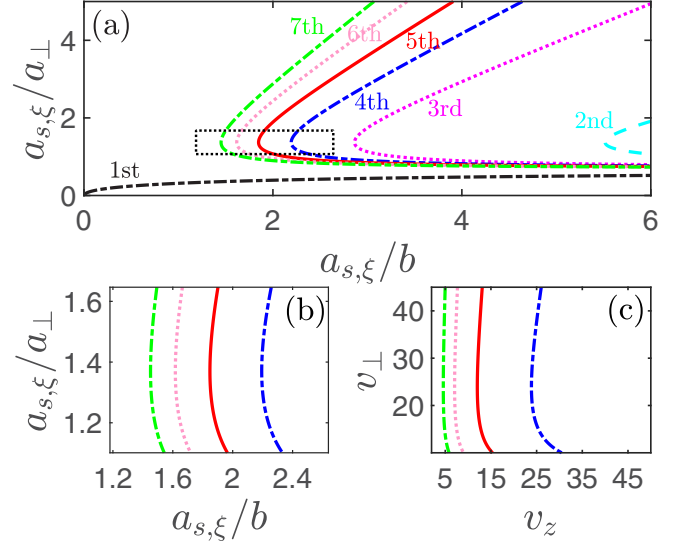 (a)
7th
6th
5th
4th
3rd
2nd
1st
4
2
0
a_{s,ξ}/a_⊥
0
2
4
6
a_{s,ξ}/b
(b)
1.6
1.4
1.2
a_{s,ξ}/a_⊥
1.2
1.6
2
2.4
a_{s,ξ}/b
(c)
40
30
20
v_⊥
5
15
25
35
45
v_z